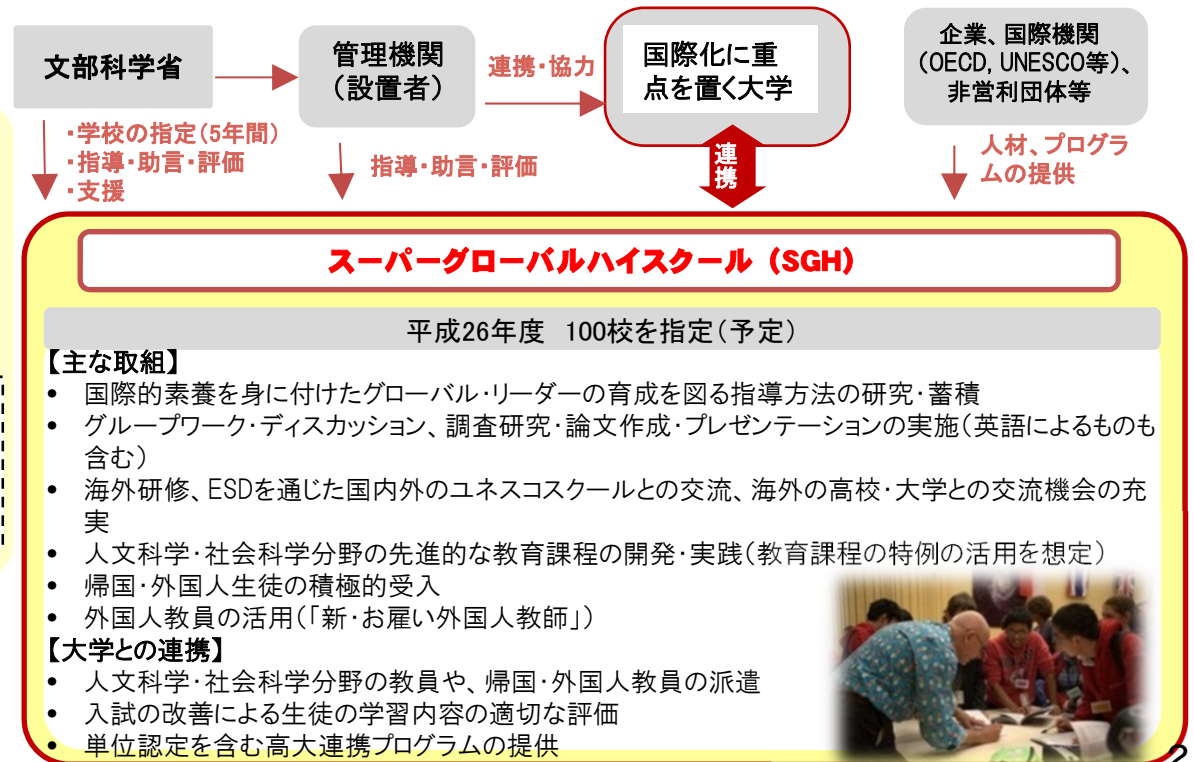 文部科学省
管理機関
（設置者）
連携・協力
国際化に重
点を置く大学
企業、国際機関
（OECD, UNESCO等）、
非営利団体等
・学校の指定（5年間）
・指導・助言・評価
・支援
指導・助言・評価
連携
人材、プログラ
ムの提供
スーパーグローバルハイスクール（SGH）
平成26年度　100校を指定（予定）
【主な取組】
• 国際的素養を身に付けたグローバル・リーダーの育成を図る指導方法の研究・蓄積
• グループワーク・ディスカッション、調査研究・論文作成・プレゼンテーションの実施（英語によるものも
含む）
• 海外研修、ESDを通じた国内外のユネスコスクールとの交流、海外の高校・大学との交流機会の充
実
• 人文科学・社会科学分野の先進的な教育課程の開発・実践（教育課程の特例の活用を想定）
• 帰国・外国人生徒の積極的受入
• 外国人教員の活用（「新・お雇い外国人教師」）
【大学との連携】
• 人文科学・社会科学分野の教員や、帰国・外国人教員の派遣
• 入試の改善による生徒の学習内容の適切な評価
• 単位認定を含む高大連携プログラムの提供
2